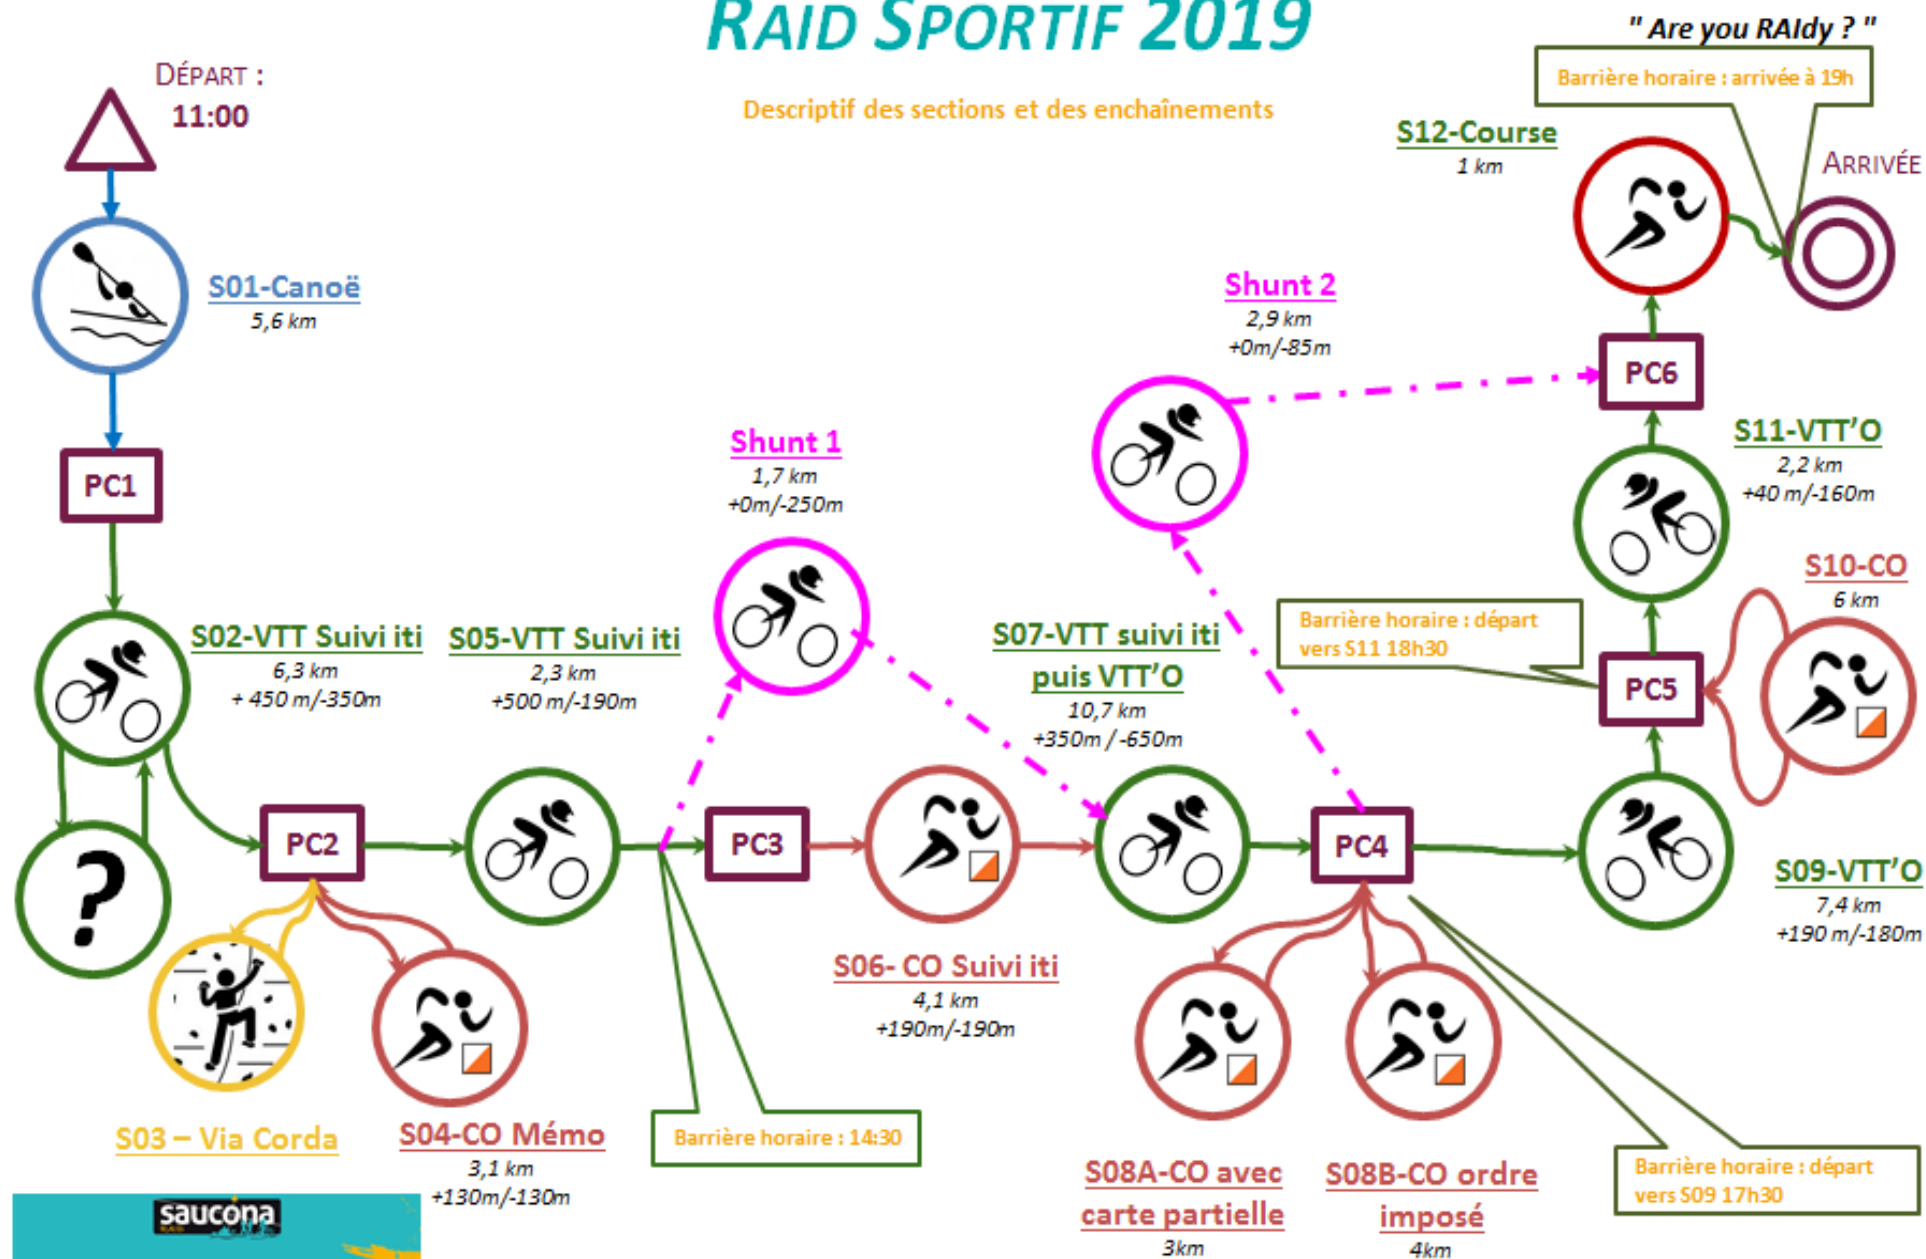 RAID SPORTIF 2019
" Are you RAIdy ? "
Descriptif des sections et des enchaînements
DÉPART :
11:00
Barrière horaire : arrivée à 19h
S12-Course
1 km
ARRIVÉE
S01-Canoë
5,6 km
Shunt 2
2,9 km
+0m/-85m
PC6
PC1
Shunt 1
1,7 km
+0m/-250m
S11-VTT'O
2,2 km
+40 m/-160m
S02-VTT Suivi iti
6,3 km
+ 450 m/-350m
S05-VTT Suivi iti
2,3 km
+500 m/-190m
S07-VTT suivi iti
puis VTT'O
10,7 km
+350m / -650m
Barrière horaire : départ
vers S11 18h30
PC5
S10-CO
6 km
?
PC2
PC3
PC4
S09-VTT'O
7,4 km
+190 m/-180m
S06- CO Suivi iti
4,1 km
+190m/-190m
S03 – Via Corda
S04-CO Mémo
3,1 km
+130m/-130m
Barrière horaire : 14:30
S08A-CO avec
carte partielle
3km
S08B-CO ordre
imposé
4km
Barrière horaire : départ
vers S09 17h30
saucona